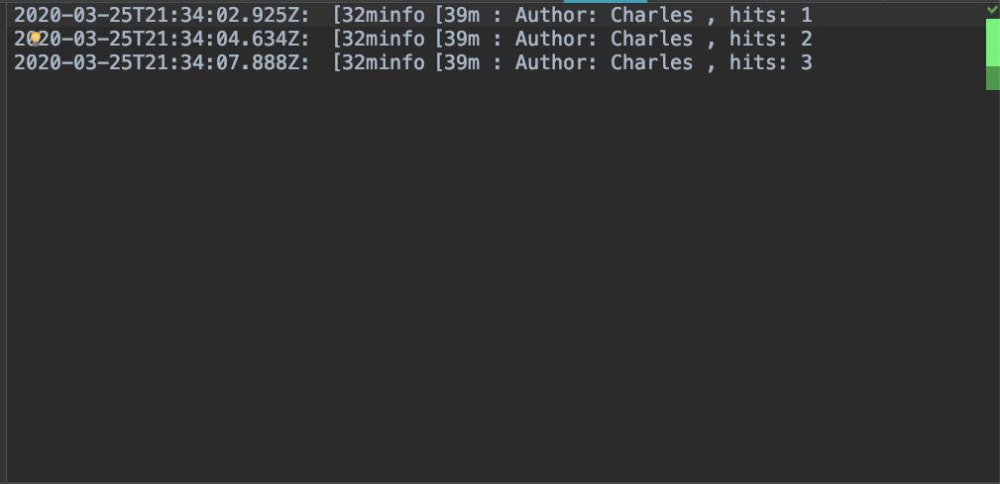 2020-03-25T21:34:02.925Z:  [32minfo [39m : Author: Charles , hits: 1
2020-03-25T21:34:04.634Z:  [32minfo [39m : Author: Charles , hits: 2
2020-03-25T21:34:07.888Z:  [32minfo [39m : Author: Charles , hits: 3